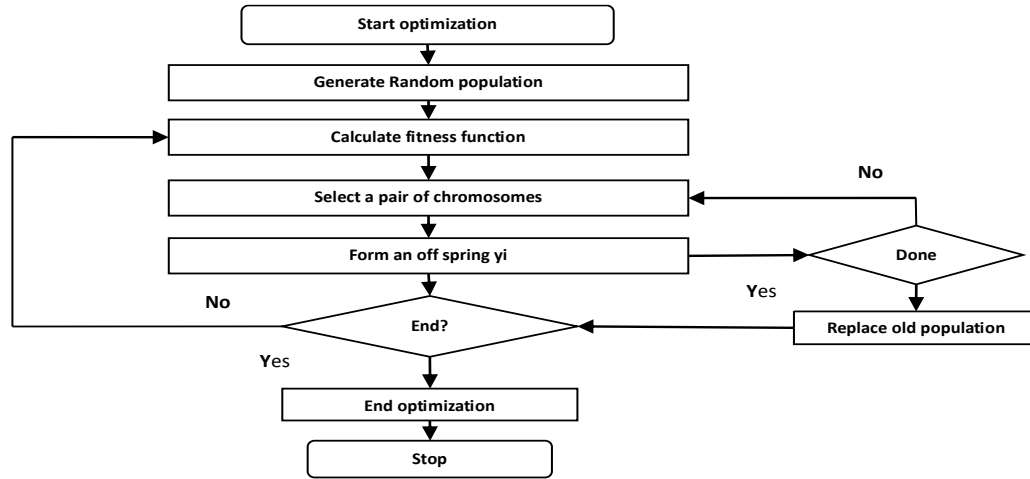 Start optimization
Generate Random population
Calculate fitness function
Select a pair of chromosomes
No
Form an off spring yi
Done
Yes
No
End?
Replace old population
Yes
End optimization
Stop